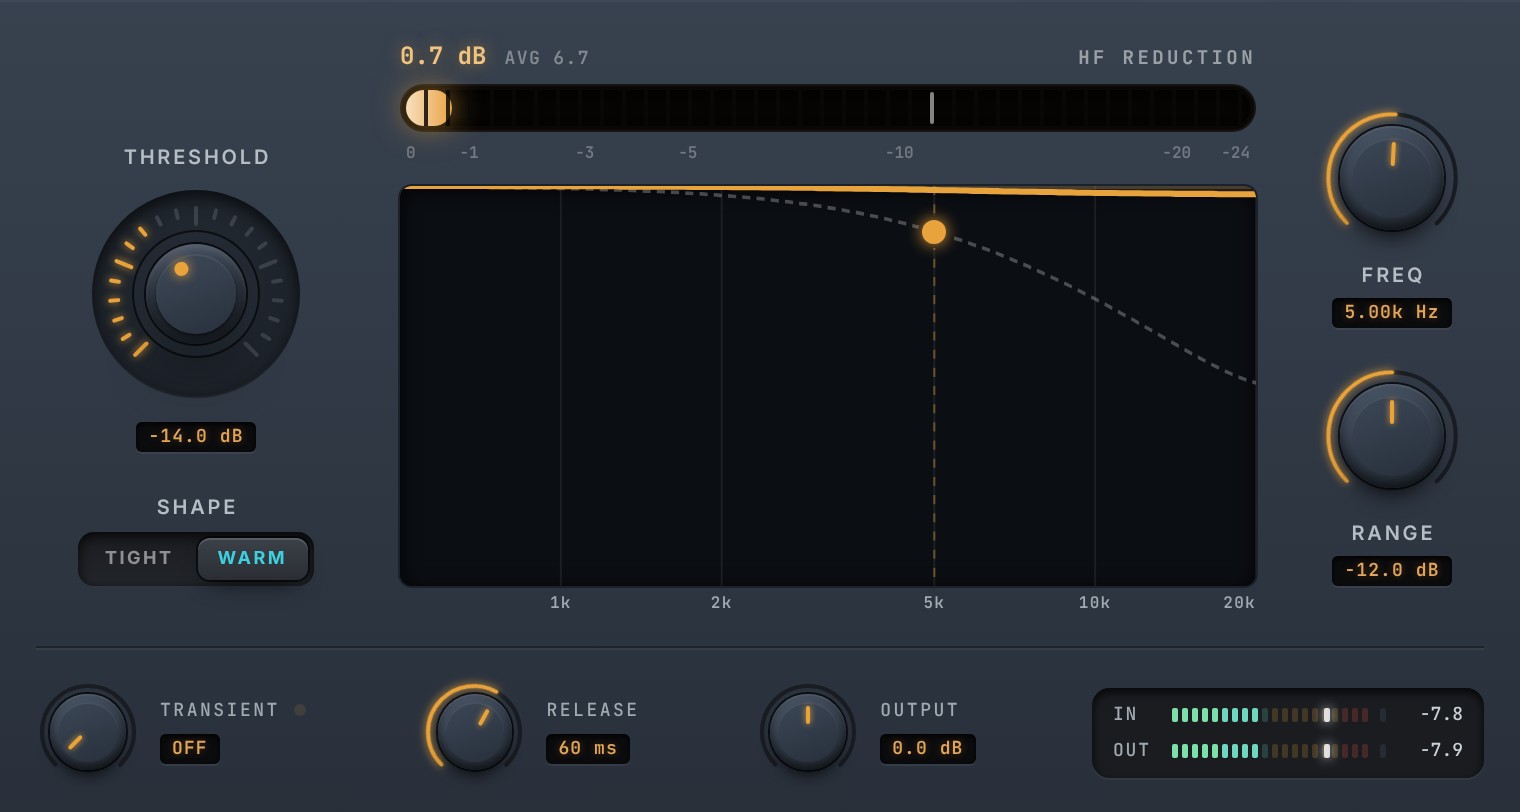 0.7 dB AVG 6.7 HF REDUCTION
0 -1 -3 -5 -10 -20 -24
THRESHOLD
-14.0 dB
SHAPE
TIGHT WARM
1k 2k 5k 10k 20k
FREQ
5.00k Hz
RANGE
-12.0 dB
TRANSIENT
OFF
RELEASE
60 ms
OUTPUT
0.0 dB
IN -7.8
OUT -7.9